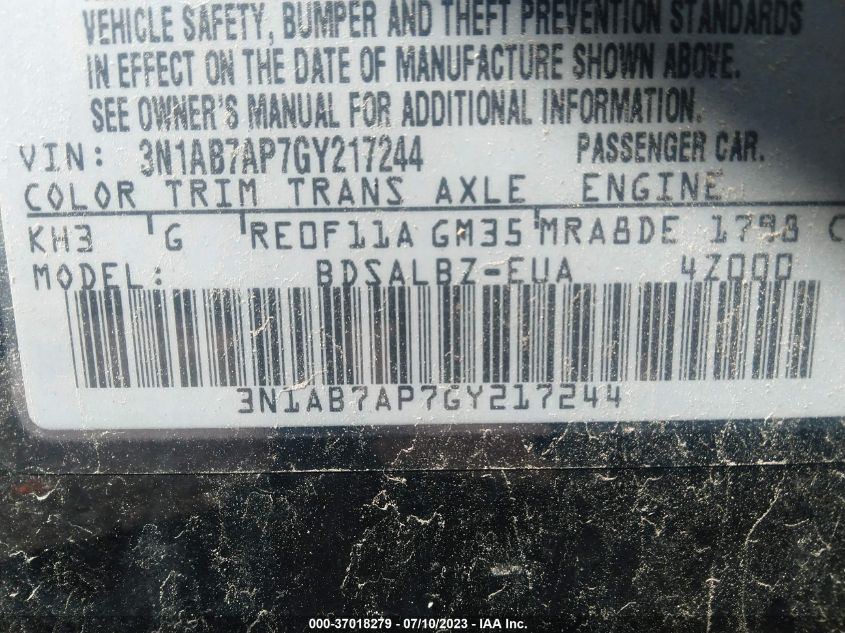 VEHICLE SAFETY, BUMPER AND THEFT PREVENTION STANDARDS
IN EFFECT ON THE DATE OF MANUFACTURE SHOWN ABOVE.
SEE OWNER'S MANUAL FOR ADDITIONAL INFORMATION.
VIN: 3N1AB7AP7GY217244 PASSENGER CAR.
COLOR TRIM TRANS AXLE ENGINE
KH3 G RE0F11A GM35 MRA8DE 1798 C
MODEL: BDSALBZ-EUA 4Z000
3N1AB7AP7GY217244
000-37018279 - 07/10/2023 - IAA Inc.